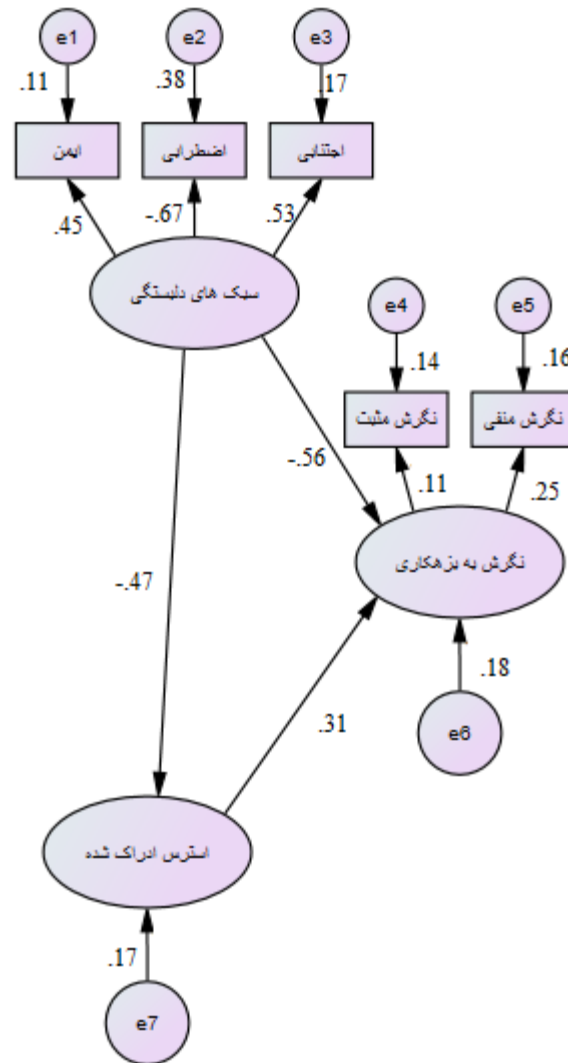 e1 e2 e3
.11 .38 .17
ایمن اضطرابی اجتنابی
.45 -.67 .53
سبک های دلبستگی
e4 e5
.14 .16
نگرش مثبت نگرش منفی
-.56 .11 .25
نگرش به بزهکاری
-.47
.18
.31
e6
استرس ادراک شده
.17
e7